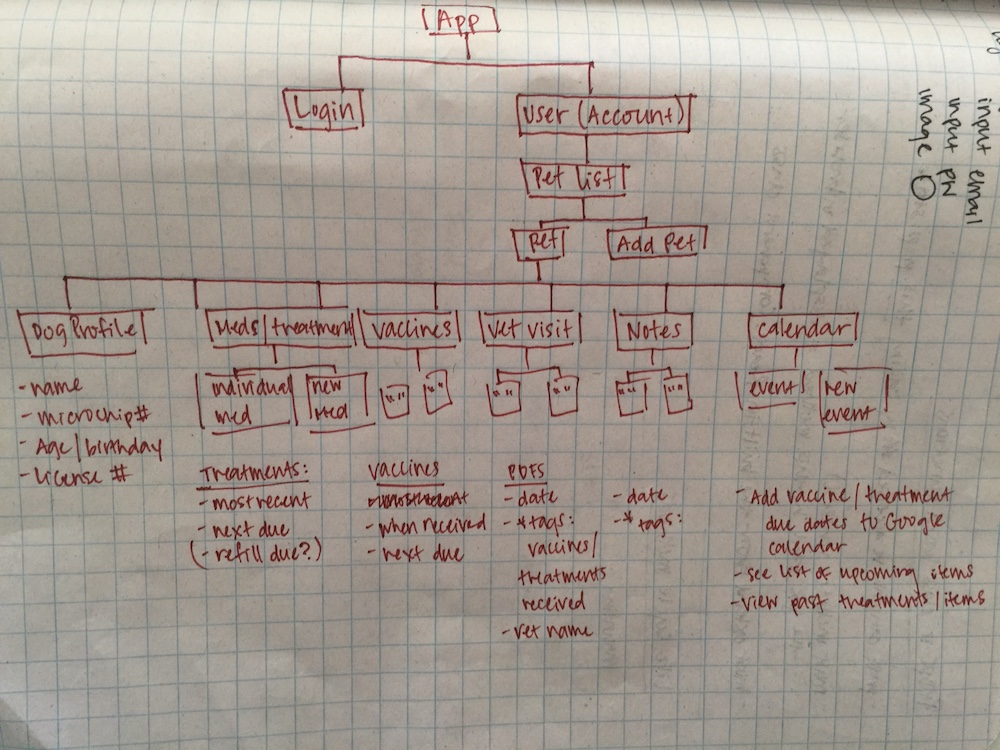 App
Login
User (Account)
Pet list
Pet
Add Pet
Dog Profile
Meds/treatment
Vaccines
Vet visit
Notes
Calendar
individual
med
new
Med
""
""
""
""
""
""
event
new
event
- name
- microchip#
- Age/birthday
- License #
Treatments:
- most recent
- next due
(- refill due?)
Vaccines
- when received
- next due
PDFS
- date
- *tags:
vaccines/
treatments
received
- vet name
- date
- * tags:
- Add vaccine/treatment
due dates to Google
calendar
- see list of upcoming items
- view past treatments/items
input email
input pw
image